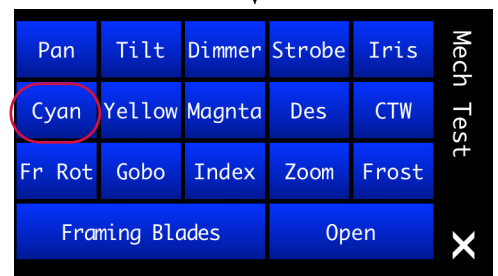 Pan Tilt Dimmer Strobe Iris
Cyan Yellow Magnta Des CTW
Fr Rot Gobo Index Zoom Frost
Framing Blades Open
Mech Test
X